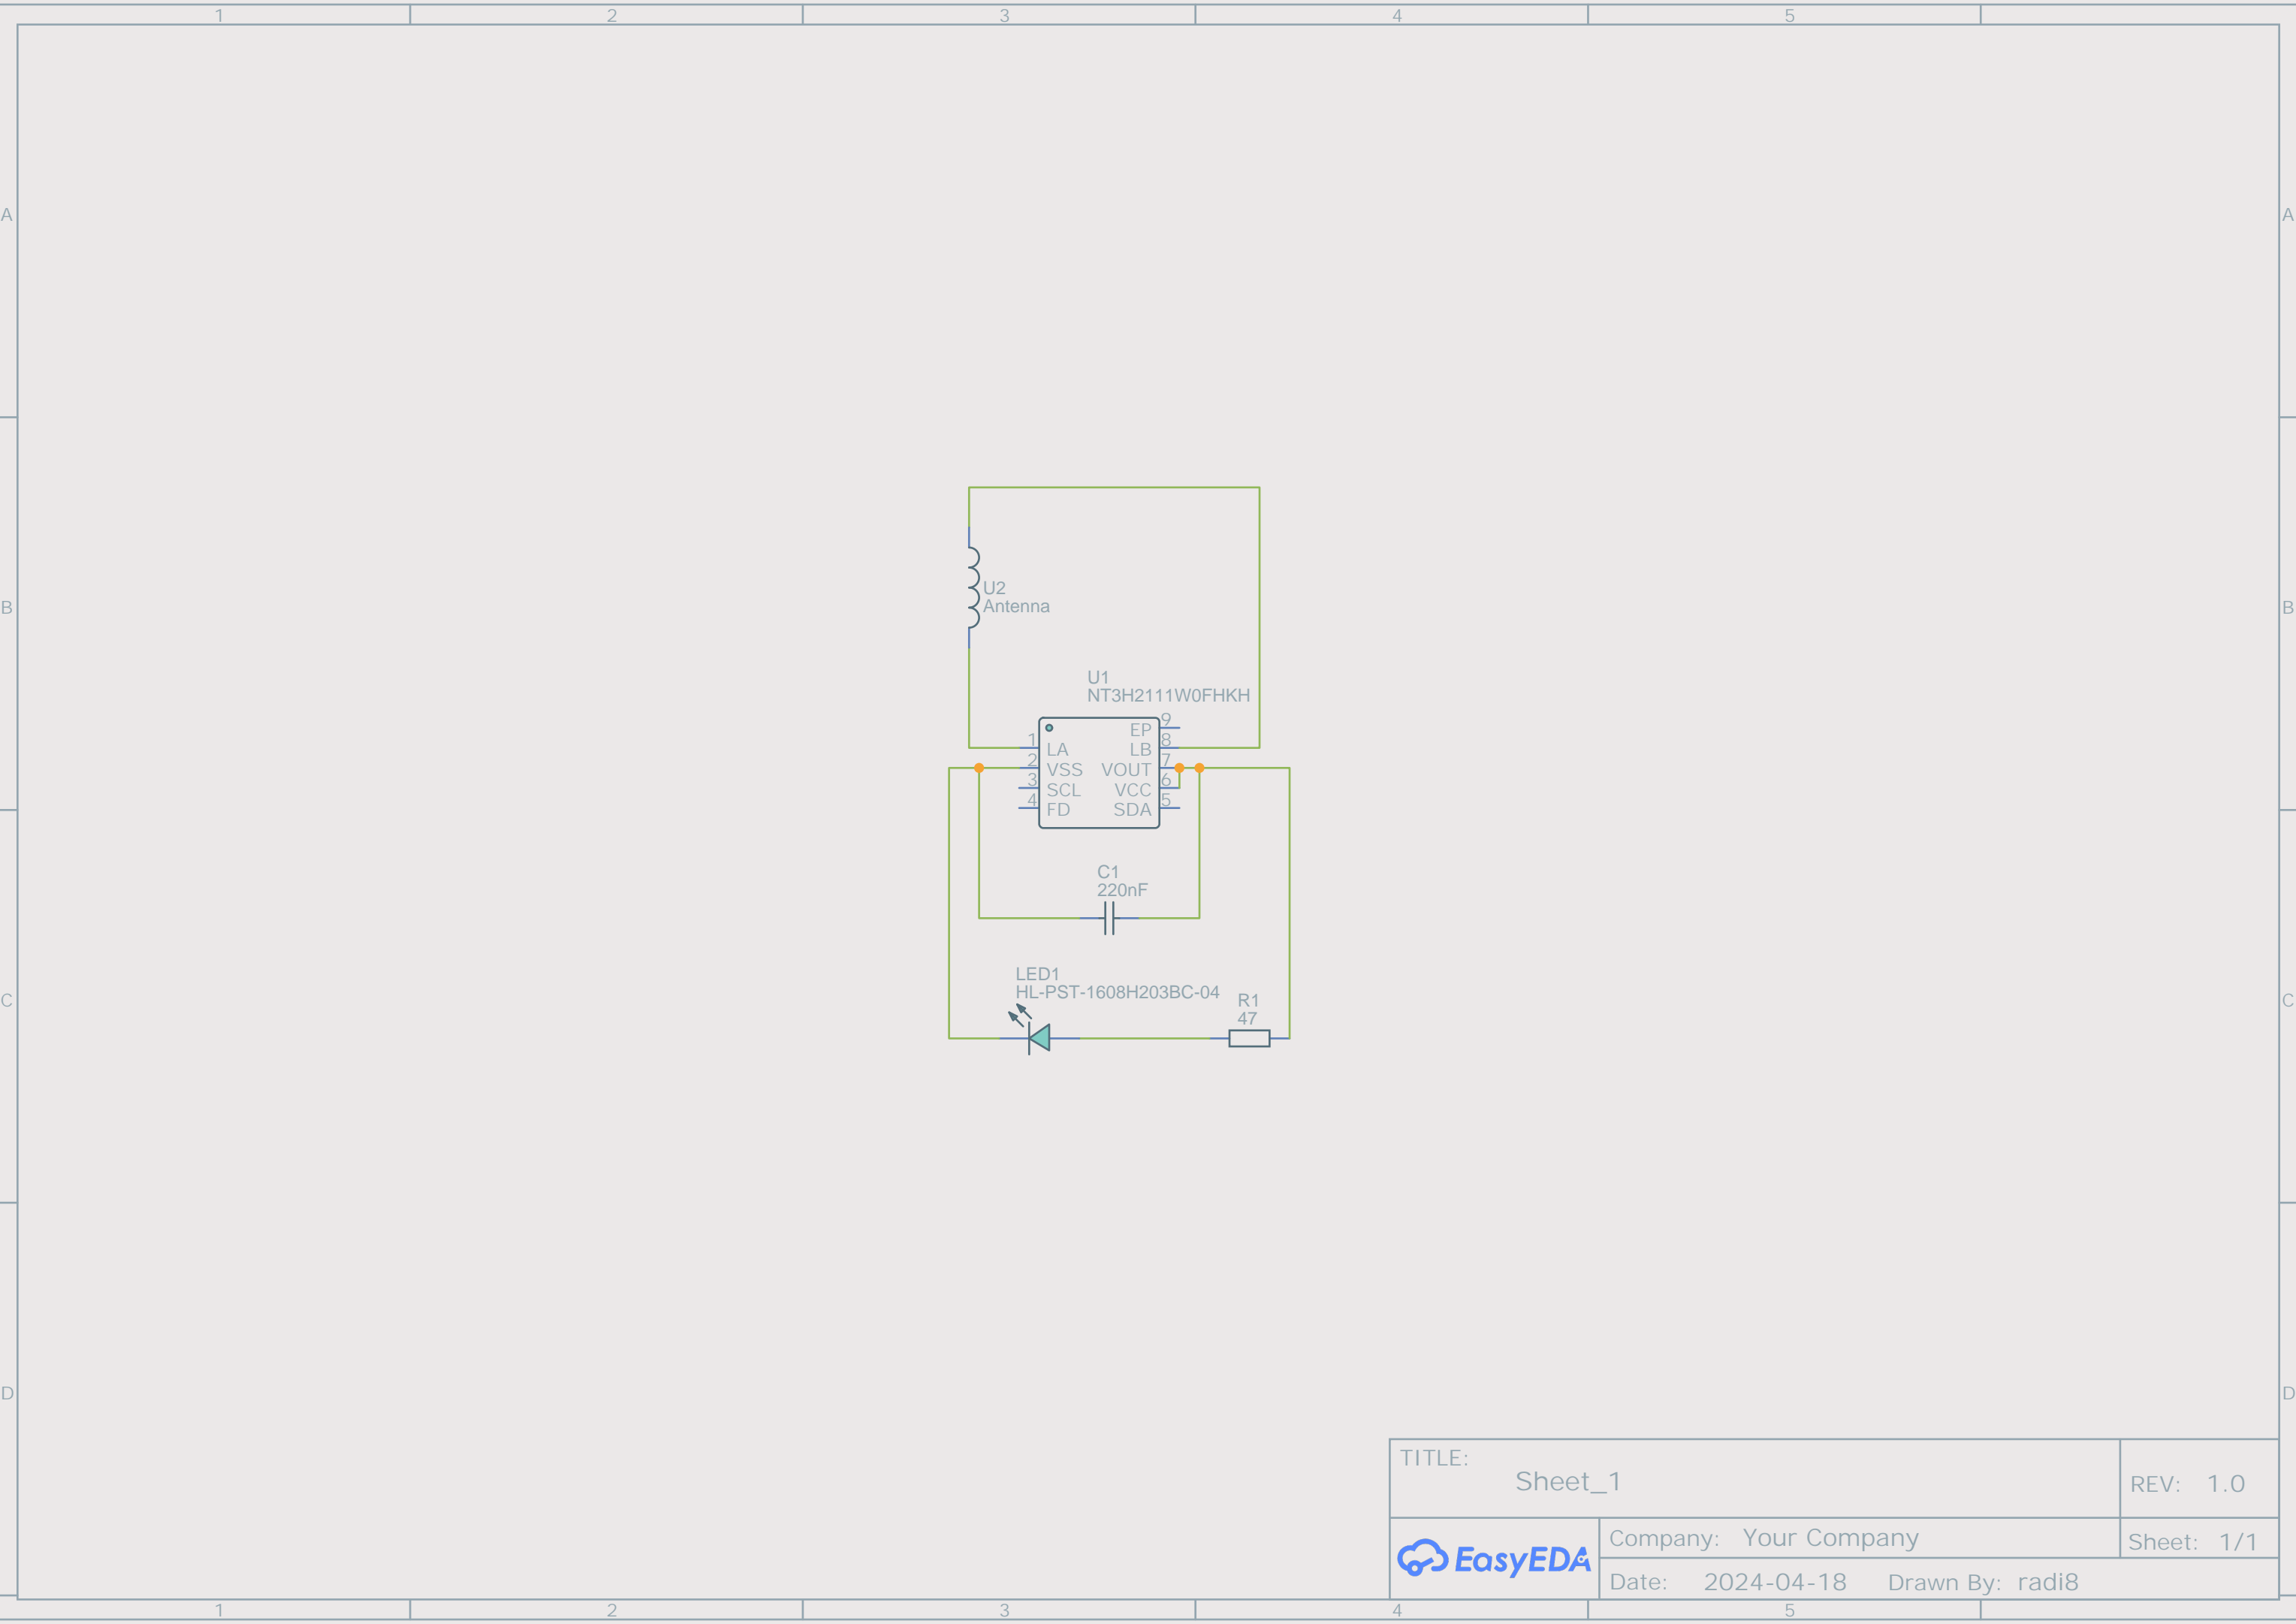 1 2 3 4 5
A A
B B
U2
Antenna
U1
NT3H2111W0FHKH
EP 9
1 LA LB 8
2 VSS VOUT 7
3 SCL VCC 6
4 FD SDA 5
C1
220nF
LED1
HL-PST-1608H203BC-04
R1
47
C C
D D
TITLE:
Sheet_1
REV: 1.0
EasyEDA
Company: Your Company
Sheet: 1/1
Date: 2024-04-18 Drawn By: radi8
1 2 3 4 5